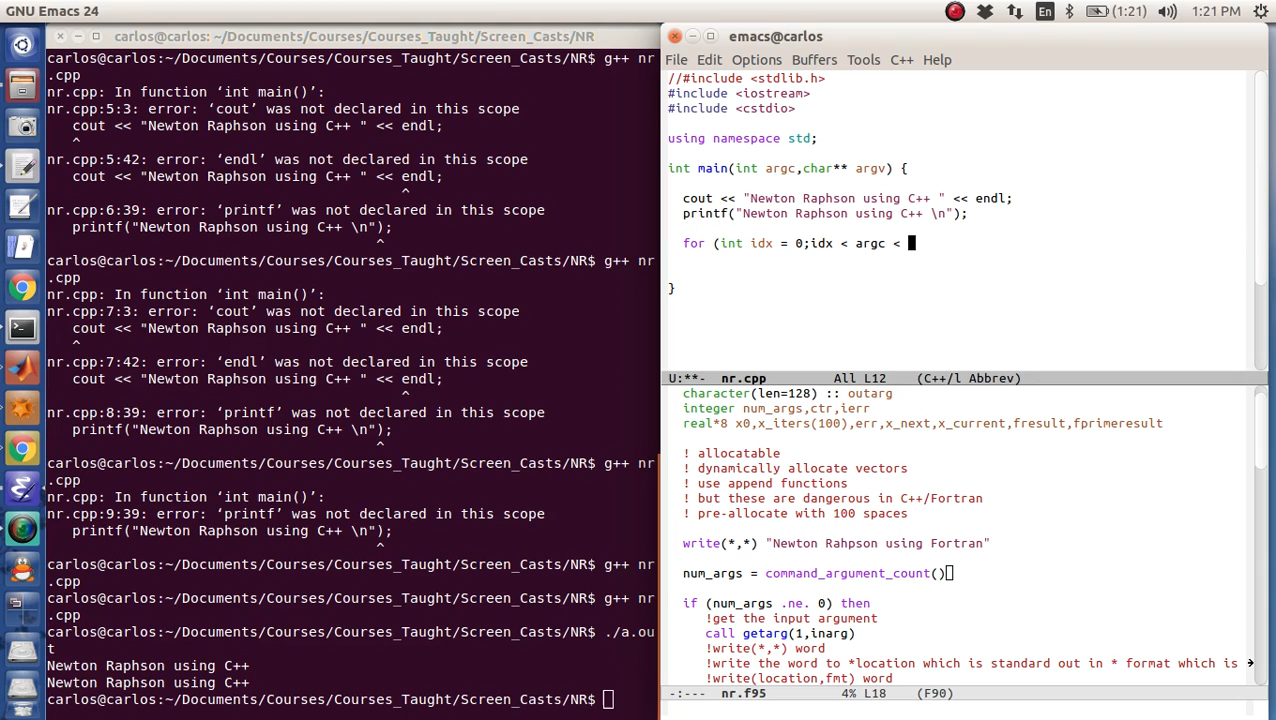 GNU Emacs 24
En
(1:21)
1:21 PM
carlos@carlos: ~/Documents/Courses/Courses_Taught/Screen_Casts/NR
carlos@carlos:~/Documents/Courses/Courses_Taught/Screen_Casts/NR$ g++ nr
.cpp
nr.cpp: In function ‘int main()’:
nr.cpp:5:3: error: ‘cout’ was not declared in this scope
cout << "Newton Raphson using C++ " << endl;
^
nr.cpp:5:42: error: ‘endl’ was not declared in this scope
cout << "Newton Raphson using C++ " << endl;
^
nr.cpp:6:39: error: ‘printf’ was not declared in this scope
printf("Newton Raphson using C++ \n");
^
carlos@carlos:~/Documents/Courses/Courses_Taught/Screen_Casts/NR$ g++ nr
.cpp
nr.cpp: In function ‘int main()’:
nr.cpp:7:3: error: ‘cout’ was not declared in this scope
cout << "Newton Raphson using C++ " << endl;
^
nr.cpp:7:42: error: ‘endl’ was not declared in this scope
cout << "Newton Raphson using C++ " << endl;
^
nr.cpp:8:39: error: ‘printf’ was not declared in this scope
printf("Newton Raphson using C++ \n");
^
carlos@carlos:~/Documents/Courses/Courses_Taught/Screen_Casts/NR$ g++ nr
.cpp
nr.cpp: In function ‘int main()’:
nr.cpp:9:39: error: ‘printf’ was not declared in this scope
printf("Newton Raphson using C++ \n");
^
carlos@carlos:~/Documents/Courses/Courses_Taught/Screen_Casts/NR$ g++ nr
.cpp
carlos@carlos:~/Documents/Courses/Courses_Taught/Screen_Casts/NR$ g++ nr
.cpp
carlos@carlos:~/Documents/Courses/Courses_Taught/Screen_Casts/NR$ ./a.ou
t
Newton Raphson using C++
Newton Raphson using C++
carlos@carlos:~/Documents/Courses/Courses_Taught/Screen_Casts/NR$
emacs@carlos
File Edit Options Buffers Tools C++ Help
//#include <stdlib.h>
#include <iostream>
#include <cstdio>
using namespace std;
int main(int argc,char** argv) {
cout << "Newton Raphson using C++ " << endl;
printf("Newton Raphson using C++ \n");
for (int idx = 0;idx < argc <
}
U:**- nr.cpp All L12 (C++/l Abbrev)
character(len=128) :: outarg
integer num_args,ctr,ierr
real*8 x0,x_iters(100),err,x_next,x_current,fresult,fprimeresult
! allocatable
! dynamically allocate vectors
! use append functions
! but these are dangerous in C++/Fortran
! pre-allocate with 100 spaces
write(*,*) "Newton Rahpson using Fortran"
num_args = command_argument_count()
if (num_args .ne. 0) then
!get the input argument
call getarg(1,inarg)
!write(*,*) word
!write the word to *location which is standard out in * format which is
!write(location,fmt) word
-:--- nr.f95 4% L18 (F90)